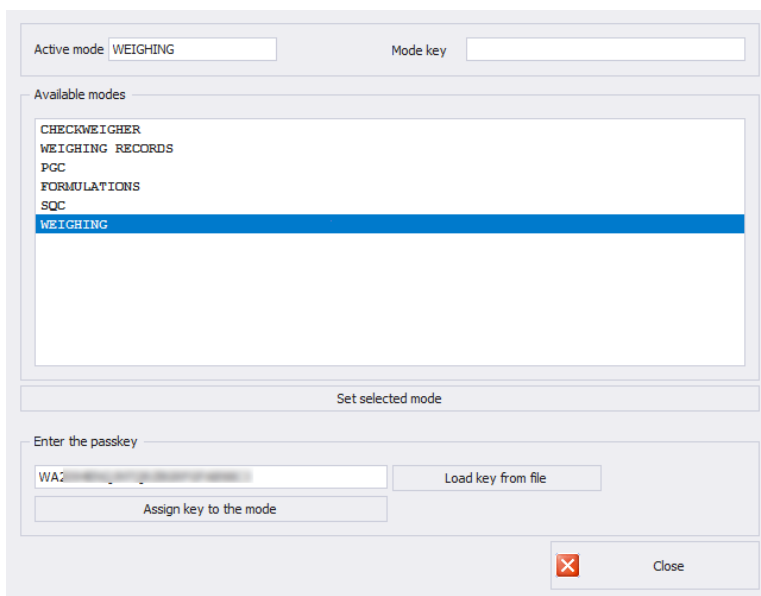 Active mode WEIGHING Mode key
Available modes
CHECKWEIGHER
WEIGHING RECORDS
PGC
FORMULATIONS
SQC
WEIGHING
Set selected mode
Enter the passkey
Load key from file
Assign key to the mode
Close